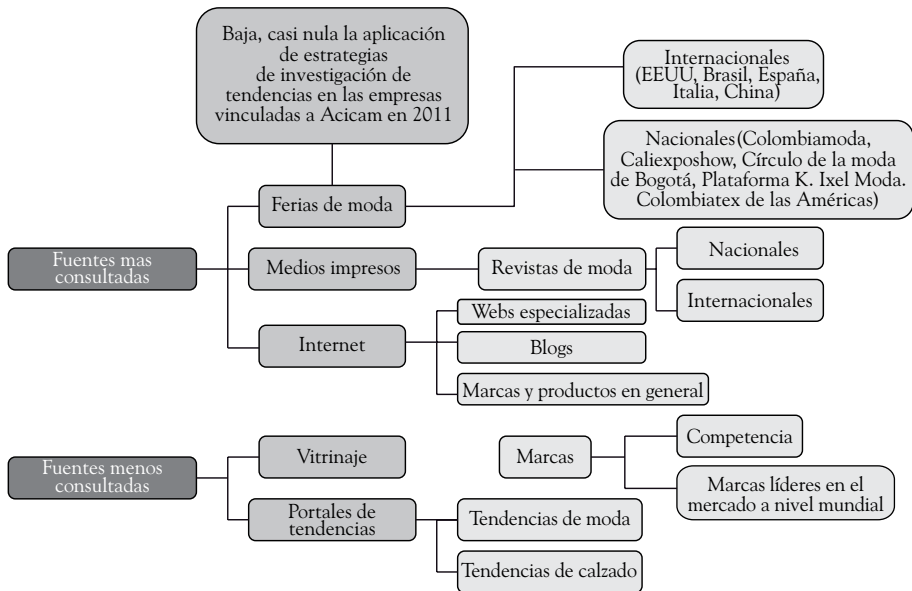 Baja, casi nula la aplicación
de estrategias
de investigación de
tendencias en las empresas
vinculadas a Acicam en 2011
Internacionales
(EEUU, Brasil, España,
Italia, China)
Nacionales(Colombiamoda,
Caliexposhow, Círculo de la moda
de Bogotá, Plataforma K. Ixel Moda.
Colombiatex de las Américas)
Ferias de moda
Fuentes mas
consultadas
Medios impresos
Revistas de moda
Nacionales
Internacionales
Internet
Webs especializadas
Blogs
Marcas y productos en general
Fuentes menos
consultadas
Vitrinaje
Marcas
Competencia
Marcas líderes en el
mercado a nivel mundial
Portales de
tendencias
Tendencias de moda
Tendencias de calzado